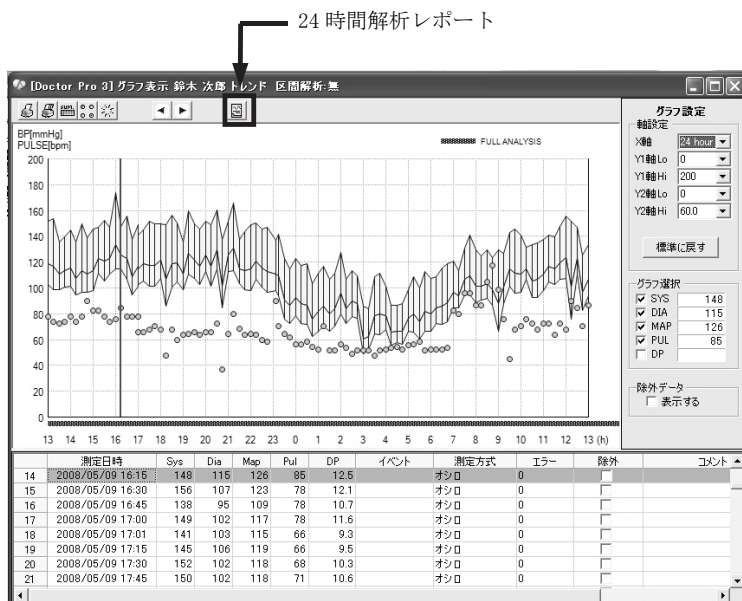 24 時間解析レポート
[Doctor Pro 3] グラフ表示 鈴木 次郎 トレンド 区間解析:無
sum.
BP[mmHg]
PULSE[bpm]
FULL ANALYSIS
200
180
160
140
120
100
80
60
40
20
0
13 14 15 16 17 18 19 20 21 22 23 0 1 2 3 4 5 6 7 8 9 10 11 12 13 (h)
グラフ設定
軸設定
X軸 24 hour
Y1軸Lo 0
Y1軸Hi 200
Y2軸Lo 0
Y2軸Hi 60.0
標準に戻す
グラフ選択
SYS 148
DIA 115
MAP 126
PUL 85
DP
除外データ
表示する
測定日時 Sys Dia Map Pul DP イベント 測定方式 エラー 除外 コメント
14 2008/05/09 16:15 148 115 126 85 12.5 オシロ 0
15 2008/05/09 16:30 156 107 123 78 12.1 オシロ 0
16 2008/05/09 16:45 138 95 109 78 10.7 オシロ 0
17 2008/05/09 17:00 149 102 117 78 11.6 オシロ 0
18 2008/05/09 17:01 141 103 115 66 9.3 オシロ 0
19 2008/05/09 17:15 145 106 119 66 9.5 オシロ 0
20 2008/05/09 17:30 152 102 118 68 10.3 オシロ 0
21 2008/05/09 17:45 150 102 118 71 10.6 オシロ 0